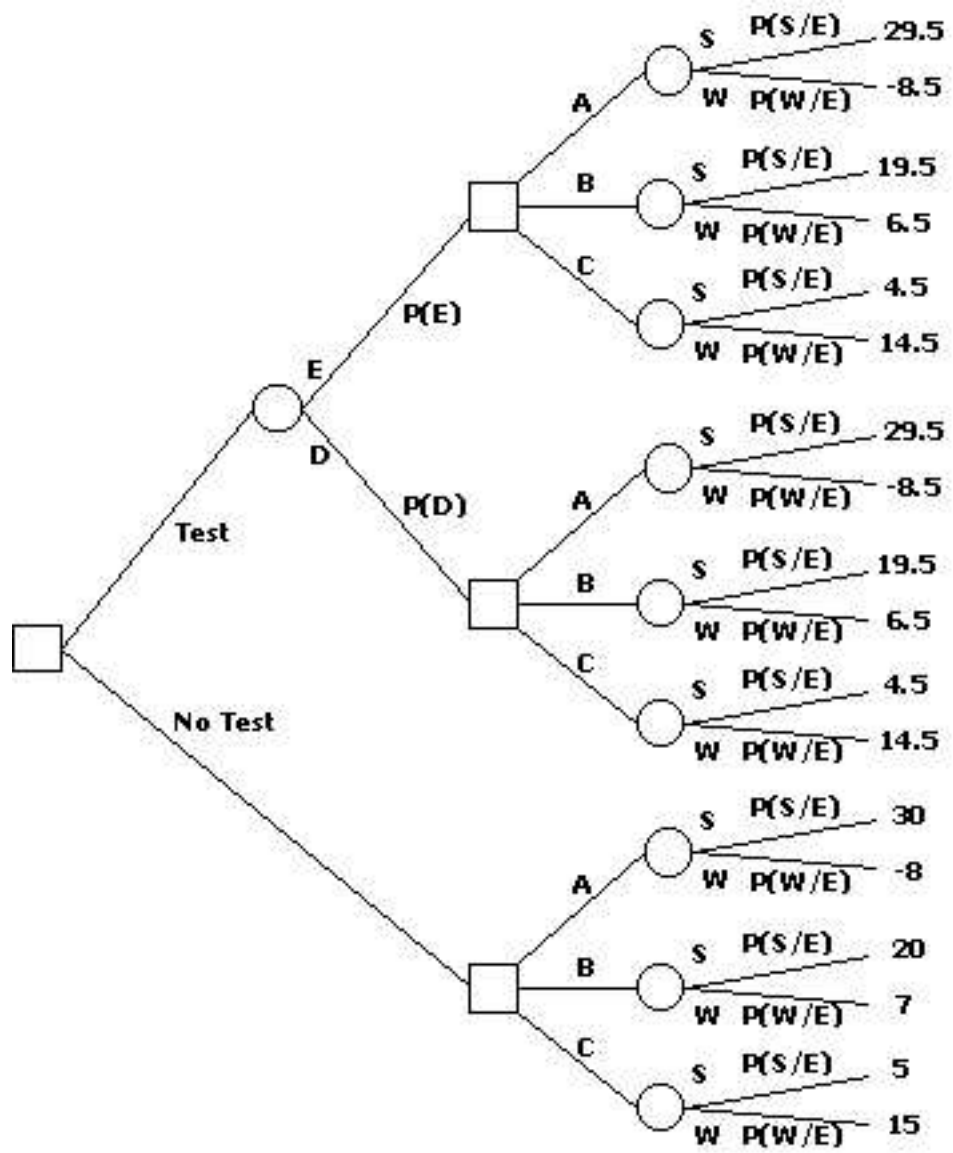 S P(S/E) 29.5
A
W P(W/E) -8.5
S P(S/E) 19.5
B
W P(W/E) 6.5
C
S P(S/E) 4.5
P(E)
W P(W/E) 14.5
E
D
S P(S/E) 29.5
A
W P(W/E) -8.5
P(D)
Test
S P(S/E) 19.5
B
W P(W/E) 6.5
C
S P(S/E) 4.5
No Test
W P(W/E) 14.5
S P(S/E) 30
A
W P(W/E) -8
S P(S/E) 20
B
W P(W/E) 7
C
S P(S/E) 5
W P(W/E) 15